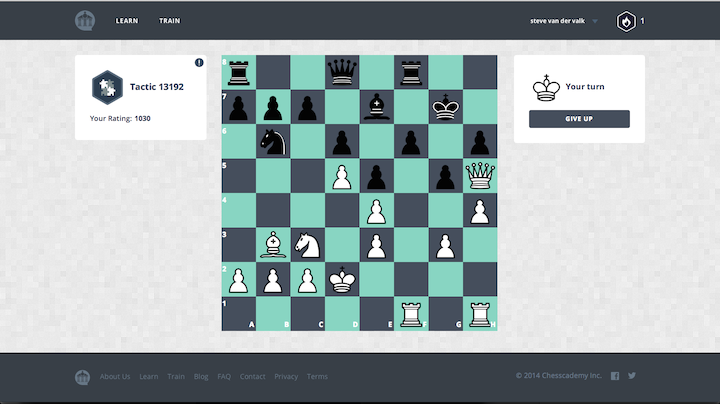 LEARN TRAIN steve van der valk 1
Tactic 13192
Your Rating: 1030
8
7
6
5
4
3
2
1
A B C D E F G H
Your turn
GIVE UP
About Us Learn Train Blog FAQ Contact Privacy Terms © 2014 Chesscademy Inc.